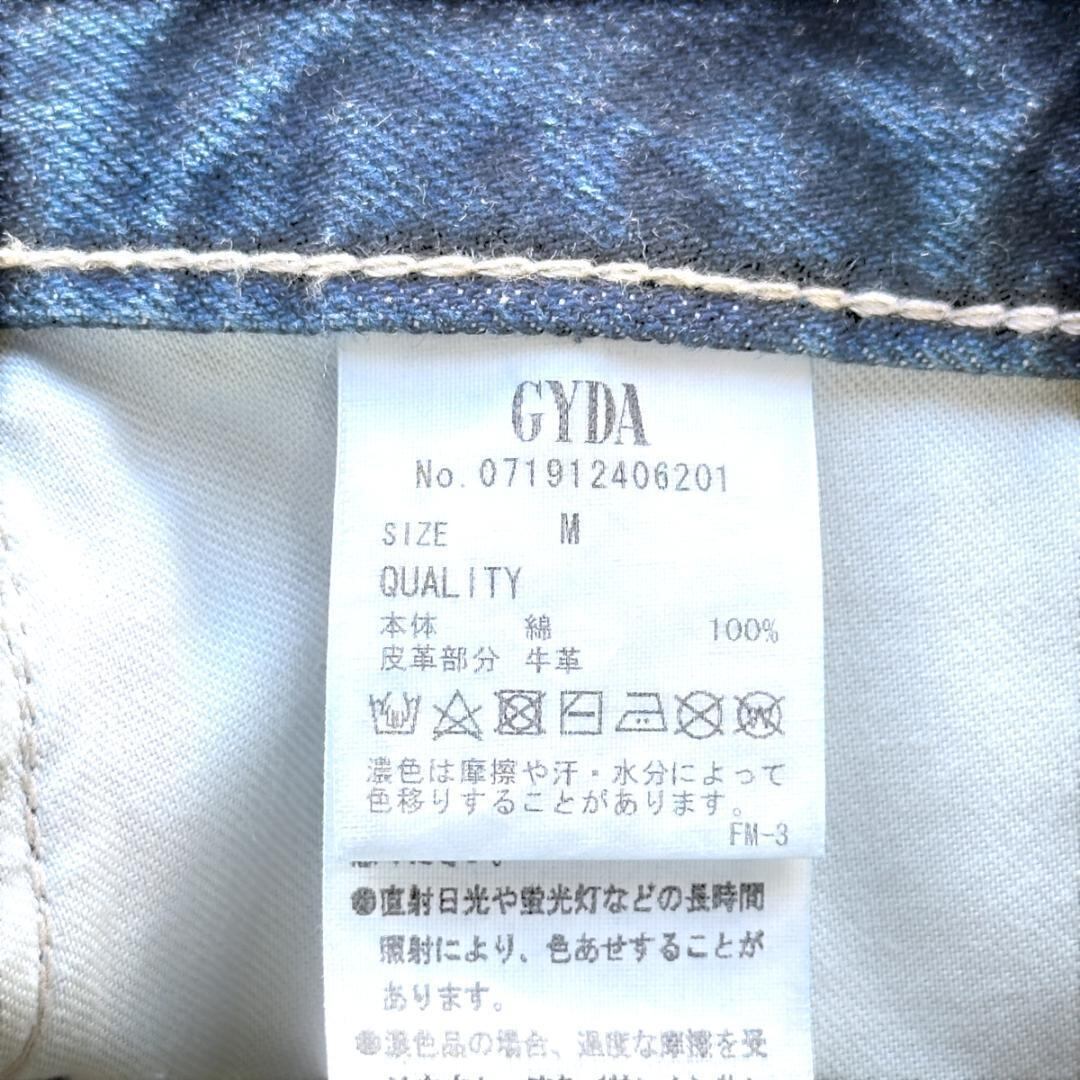 GYDA
No. 071912406201
SIZE M
QUALITY
本体 綿 100%
皮革部分 牛革
濃色は摩擦や汗・水分によって
色移りすることがあります。
FM-3
●直射日光や蛍光灯などの長時間
照射により、色あせすることが
あります。
●濃色品の場合、過度な摩擦を受